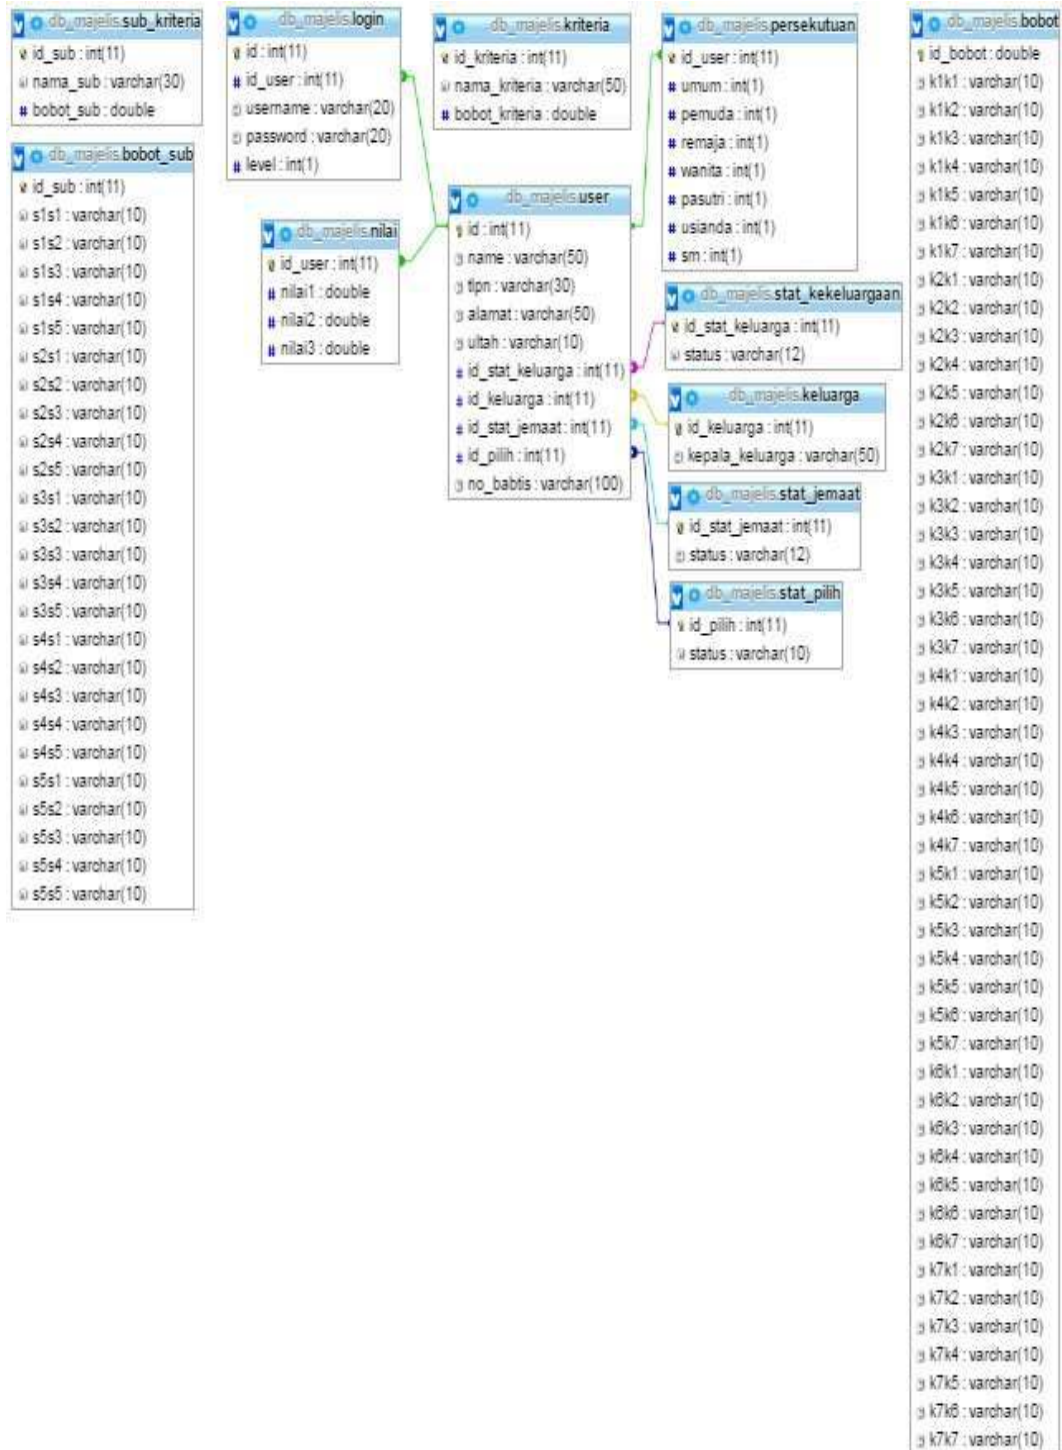 db_majelis.sub_kriteria
id_sub : int(11)
nama_sub : varchar(30)
bobot_sub : double
db_majelis.bobot_sub
id_sub : int(11)
s1s1 : varchar(10)
s1s2 : varchar(10)
s1s3 : varchar(10)
s1s4 : varchar(10)
s1s5 : varchar(10)
s2s1 : varchar(10)
s2s2 : varchar(10)
s2s3 : varchar(10)
s2s4 : varchar(10)
s2s5 : varchar(10)
s3s1 : varchar(10)
s3s2 : varchar(10)
s3s3 : varchar(10)
s3s4 : varchar(10)
s3s5 : varchar(10)
s4s1 : varchar(10)
s4s2 : varchar(10)
s4s3 : varchar(10)
s4s4 : varchar(10)
s4s5 : varchar(10)
s5s1 : varchar(10)
s5s2 : varchar(10)
s5s3 : varchar(10)
s5s4 : varchar(10)
s5s5 : varchar(10)
db_majelis.login
id : int(11)
id_user : int(11)
username : varchar(20)
password : varchar(20)
level : int(1)
db_majelis.nilai
id_user : int(11)
nilai1 : double
nilai2 : double
nilai3 : double
db_majelis.kriteria
id_kriteria : int(11)
nama_kriteria : varchar(50)
bobot_kriteria : double
db_majelis.user
id : int(11)
name : varchar(50)
tlpn : varchar(30)
alamat : varchar(50)
ultah : varchar(10)
id_stat_keluarga : int(11)
id_keluarga : int(11)
id_stat_jemaat : int(11)
id_pilih : int(11)
no_babtis : varchar(100)
db_majelis.persekutuan
id_user : int(11)
umum : int(1)
pemuda : int(1)
remaja : int(1)
wanita : int(1)
pasutri : int(1)
usianda : int(1)
sm : int(1)
db_majelis.stat_kekeluargaan
id_stat_keluarga : int(11)
status : varchar(12)
db_majelis.keluarga
id_keluarga : int(11)
kepala_keluarga : varchar(50)
db_majelis.stat_jemaat
id_stat_jemaat : int(11)
status : varchar(12)
db_majelis.stat_pilih
id_pilih : int(11)
status : varchar(10)
db_majelis.bobot
id_bobot : double
k1k1 : varchar(10)
k1k2 : varchar(10)
k1k3 : varchar(10)
k1k4 : varchar(10)
k1k5 : varchar(10)
k1k6 : varchar(10)
k1k7 : varchar(10)
k2k1 : varchar(10)
k2k2 : varchar(10)
k2k3 : varchar(10)
k2k4 : varchar(10)
k2k5 : varchar(10)
k2k6 : varchar(10)
k2k7 : varchar(10)
k3k1 : varchar(10)
k3k2 : varchar(10)
k3k3 : varchar(10)
k3k4 : varchar(10)
k3k5 : varchar(10)
k3k6 : varchar(10)
k3k7 : varchar(10)
k4k1 : varchar(10)
k4k2 : varchar(10)
k4k3 : varchar(10)
k4k4 : varchar(10)
k4k5 : varchar(10)
k4k6 : varchar(10)
k4k7 : varchar(10)
k5k1 : varchar(10)
k5k2 : varchar(10)
k5k3 : varchar(10)
k5k4 : varchar(10)
k5k5 : varchar(10)
k5k6 : varchar(10)
k5k7 : varchar(10)
k6k1 : varchar(10)
k6k2 : varchar(10)
k6k3 : varchar(10)
k6k4 : varchar(10)
k6k5 : varchar(10)
k6k6 : varchar(10)
k6k7 : varchar(10)
k7k1 : varchar(10)
k7k2 : varchar(10)
k7k3 : varchar(10)
k7k4 : varchar(10)
k7k5 : varchar(10)
k7k6 : varchar(10)
k7k7 : varchar(10)